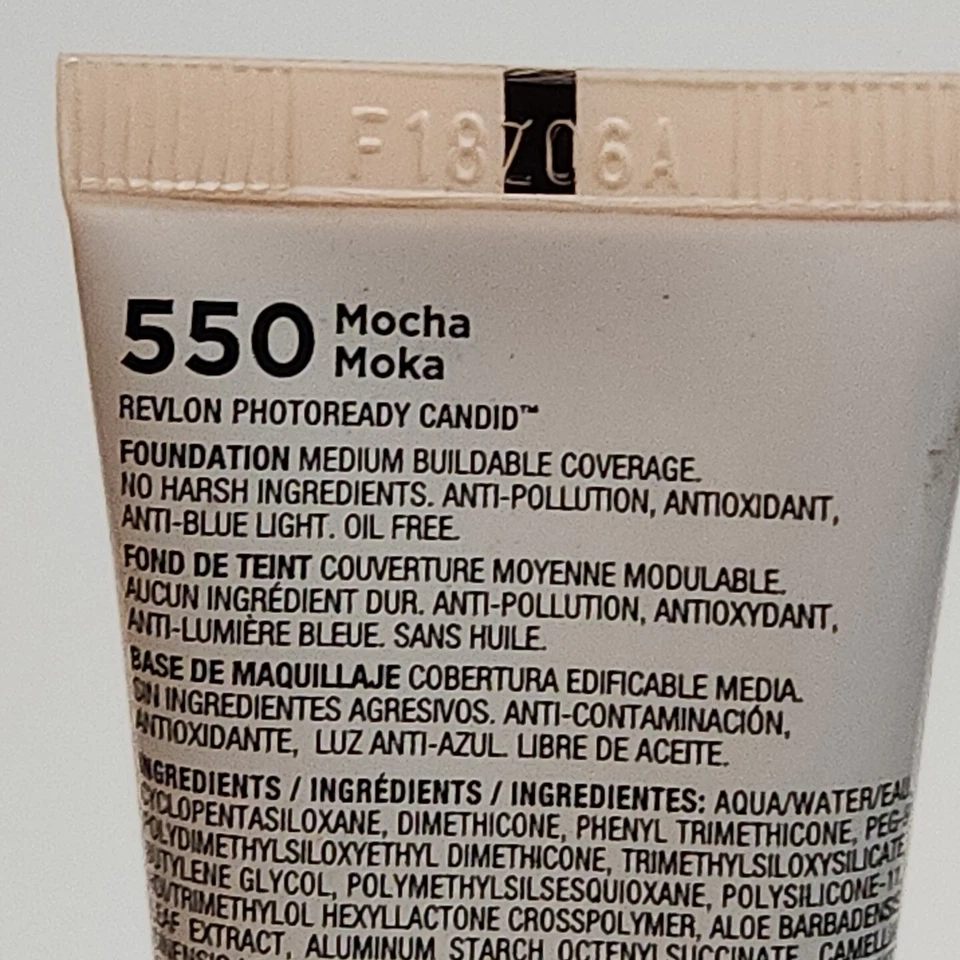 F18Z06A
550 Mocha
Moka
REVLON PHOTOREADY CANDID™
FOUNDATION MEDIUM BUILDABLE COVERAGE.
NO HARSH INGREDIENTS. ANTI-POLLUTION, ANTIOXIDANT,
ANTI-BLUE LIGHT. OIL FREE.
FOND DE TEINT COUVERTURE MOYENNE MODULABLE.
AUCUN INGRÉDIENT DUR. ANTI-POLLUTION, ANTIOXYDANT,
ANTI-LUMIÈRE BLEUE. SANS HUILE.
BASE DE MAQUILLAJE COBERTURA EDIFICABLE MEDIA.
SIN INGREDIENTES AGRESIVOS. ANTI-CONTAMINACIÓN,
ANTIOXIDANTE, LUZ ANTI-AZUL. LIBRE DE ACEITE.
INGREDIENTS / INGRÉDIENTS / INGREDIENTES: AQUA/WATER/EAU,
CYCLOPENTASILOXANE, DIMETHICONE, PHENYL TRIMETHICONE,
POLYDIMETHYLSILOXYETHYL DIMETHICONE, TRIMETHYLSILOXYSILICATE,
BUTYLENE GLYCOL, POLYMETHYLSILSESQUIOXANE, POLYSILICONE-11,
HEXYLLACTONE CROSSPOLYMER, ALOE BARBADENSIS
LEAF EXTRACT, ALUMINUM STARCH OCTENYLSUCCINATE,